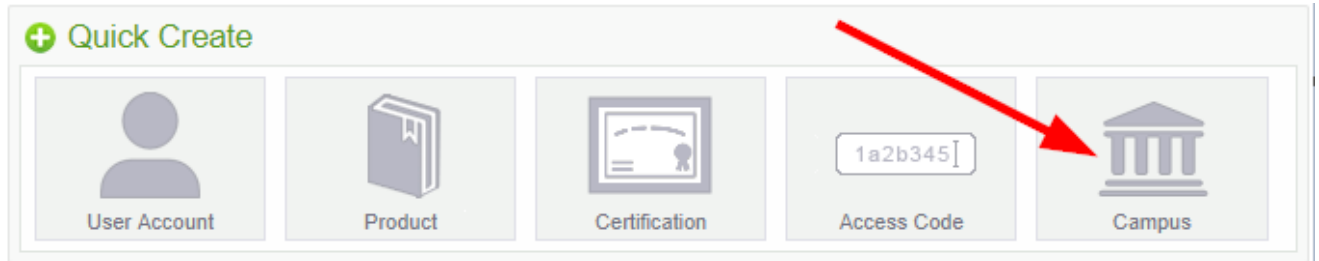 Quick Create
1a2b345
User Account
Product
Certification
Access Code
Campus